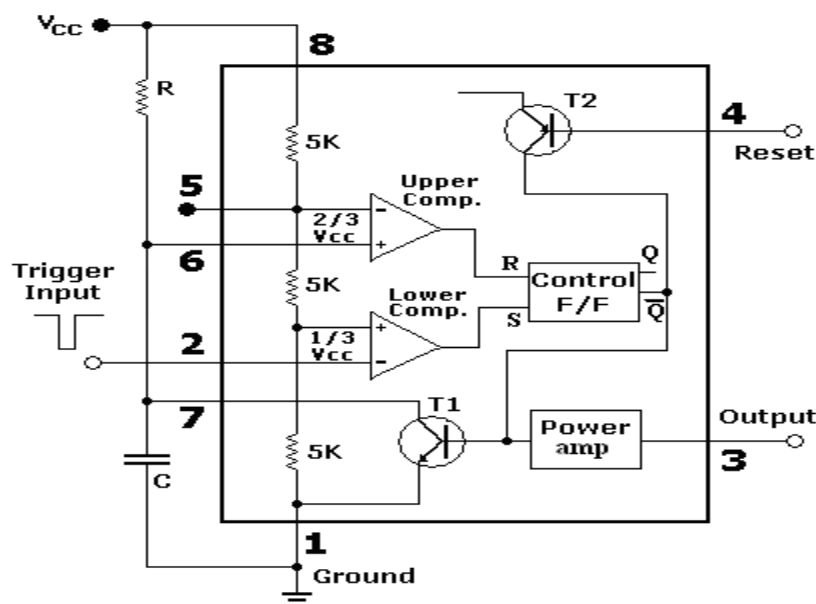 VCC
8
R
T2
4
Reset
5K
5
Upper
Comp.
2/3
Vcc
-
+
6
R
Q
Control
F/F
Q̅
S
Trigger
Input
5K
Lower
Comp.
+
1/3
Vcc
-
2
7
T1
Output
Power
amp
3
5K
C
1
Ground